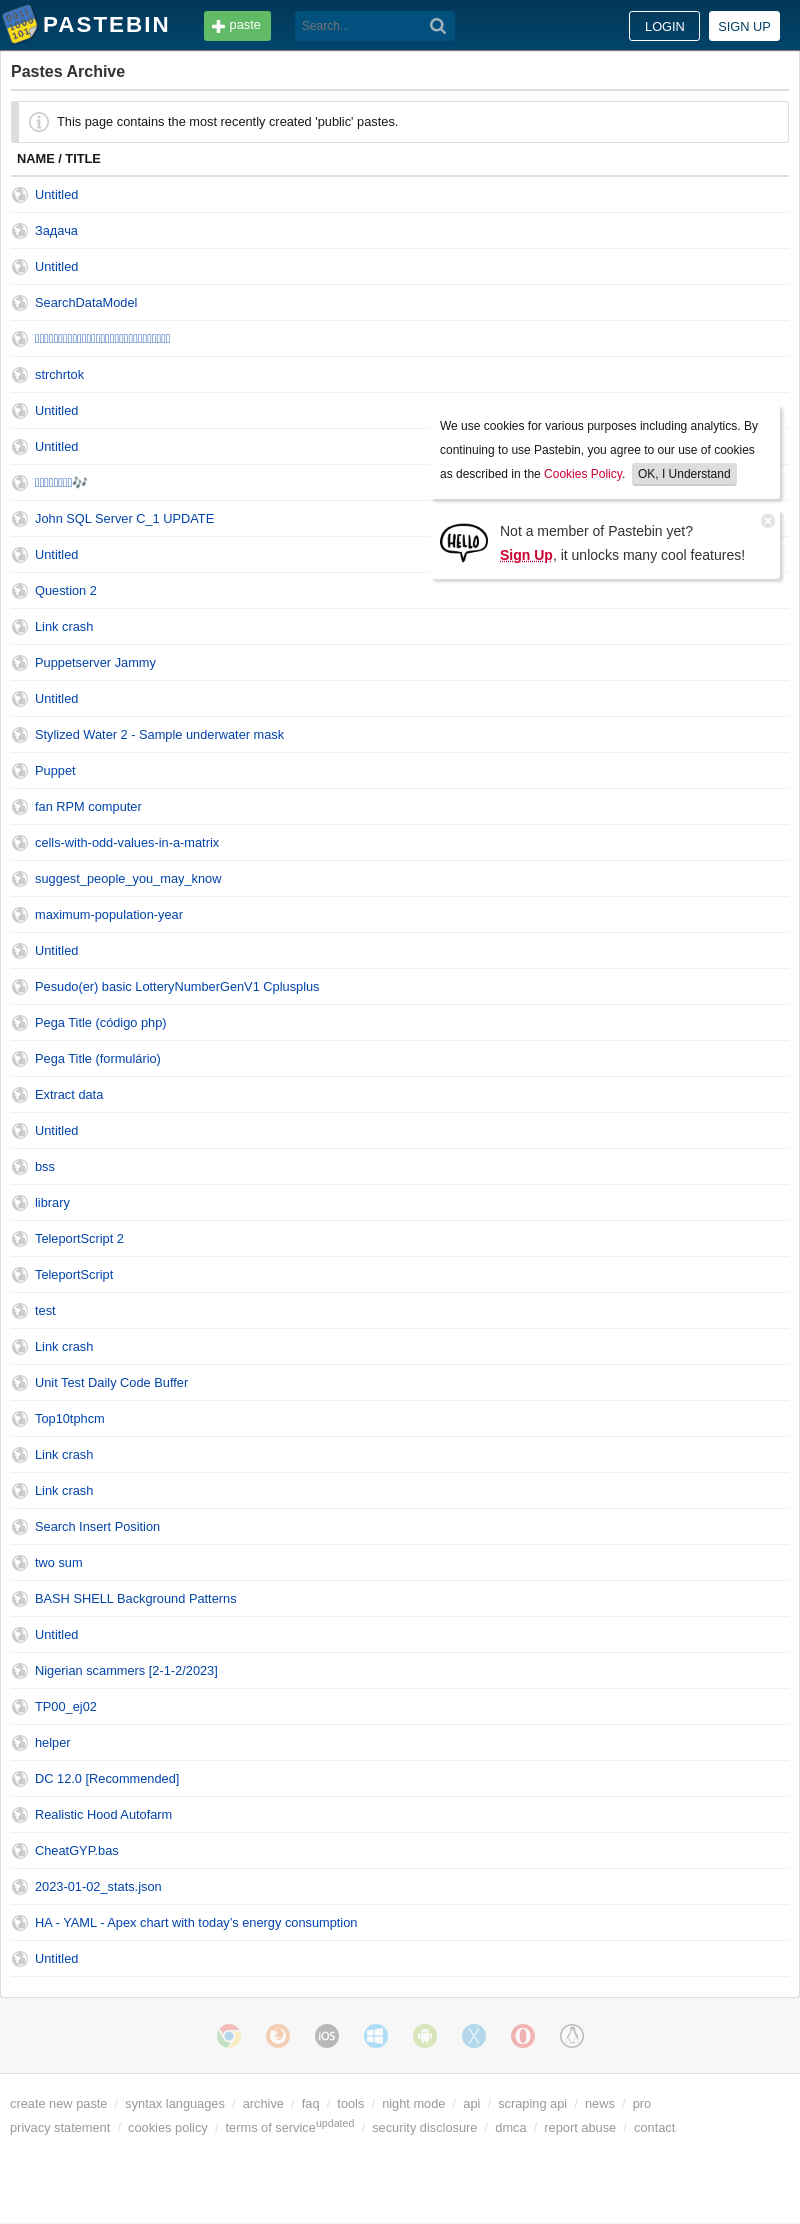 PASTEBIN
paste
Search...
LOGIN
SIGN UP
Pastes Archive
This page contains the most recently created 'public' pastes.
NAME / TITLE
Untitled
Задача
Untitled
SearchDataModel
strchrtok
Untitled
Untitled
🎶
John SQL Server C_1 UPDATE
Untitled
Question 2
Link crash
Puppetserver Jammy
Untitled
Stylized Water 2 - Sample underwater mask
Puppet
fan RPM computer
cells-with-odd-values-in-a-matrix
suggest_people_you_may_know
maximum-population-year
Untitled
Pesudo(er) basic LotteryNumberGenV1 Cplusplus
Pega Title (código php)
Pega Title (formulário)
Extract data
Untitled
bss
library
TeleportScript 2
TeleportScript
test
Link crash
Unit Test Daily Code Buffer
Top10tphcm
Link crash
Link crash
Search Insert Position
two sum
BASH SHELL Background Patterns
Untitled
Nigerian scammers [2-1-2/2023]
TP00_ej02
helper
DC 12.0 [Recommended]
Realistic Hood Autofarm
CheatGYP.bas
2023-01-02_stats.json
HA - YAML - Apex chart with today’s energy consumption
Untitled
We use cookies for various purposes including analytics. By
continuing to use Pastebin, you agree to our use of cookies
as described in the Cookies Policy. OK, I Understand
HELLO
Not a member of Pastebin yet?
Sign Up, it unlocks many cool features!
iOS
create new paste / syntax languages / archive / faq / tools / night mode / api / scraping api / news / pro
privacy statement / cookies policy / terms of serviceupdated / security disclosure / dmca / report abuse / contact